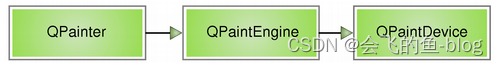 QPainter
QPaintEngine
QPaintDevice
CSDN @会飞的鱼-blog